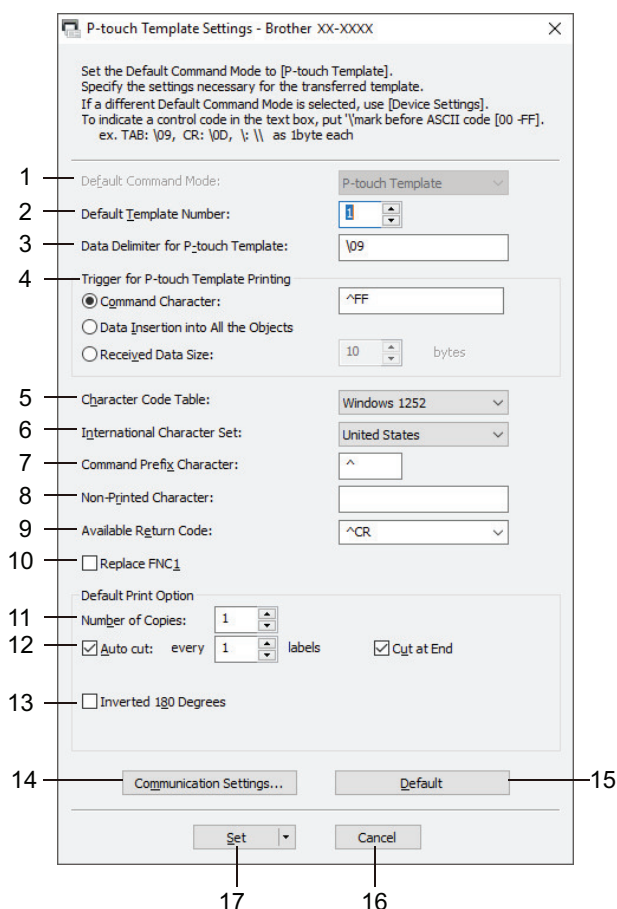 P-touch Template Settings - Brother XX-XXXX
Set the Default Command Mode to [P-touch Template].
Specify the settings necessary for the transferred template.
If a different Default Command Mode is selected, use [Device Settings].
To indicate a control code in the text box, put '\'mark before ASCII code [00 -FF].
ex. TAB: \09, CR: \0D, \: \\ as 1byte each
1 Default Command Mode: P-touch Template
2 Default Template Number: 1
3 Data Delimiter for P-touch Template: \09
4 Trigger for P-touch Template Printing
Command Character: ^FF
Data Insertion into All the Objects
Received Data Size: 10 bytes
5 Character Code Table: Windows 1252
6 International Character Set: United States
7 Command Prefix Character: ^
8 Non-Printed Character:
9 Available Return Code: ^CR
10 Replace FNC1
Default Print Option
11 Number of Copies: 1
12 Auto cut: every 1 labels Cut at End
13 Inverted 180 Degrees
14 Communication Settings... Default 15
Set Cancel
17 16